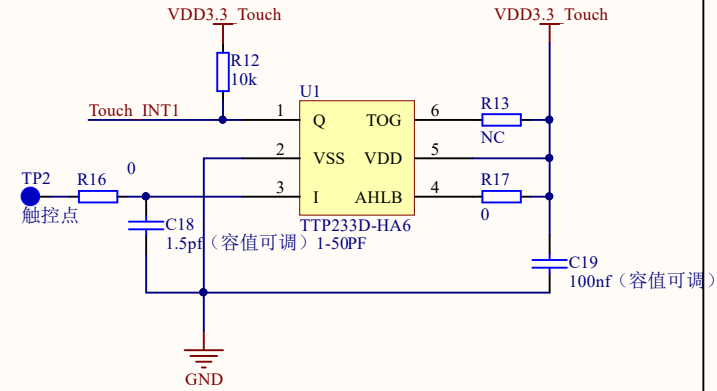 VDD3.3_Touch
VDD3.3_Touch
R12
10k
U1
Touch_INT1
1
Q
TOG
6
R13
NC
2
VSS
VDD
5
TP2
R16
0
3
I
AHLB
4
R17
0
触控点
C18
TTP233D-HA6
1.5pf（容值可调）1-50PF
C19
100nf（容值可调）
GND